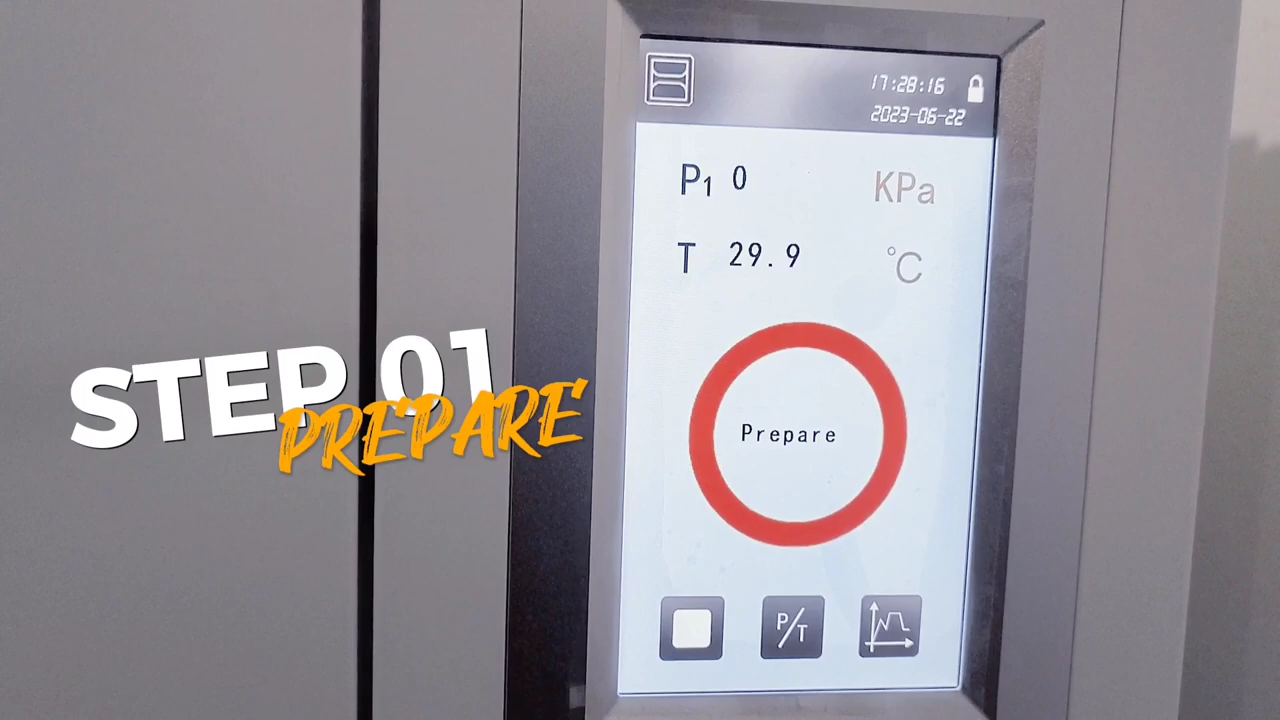 17:28:16
2023-06-22
P1 0 KPa
T 29.9 °C
STEP 01
PREPARE
Prepare
P/T